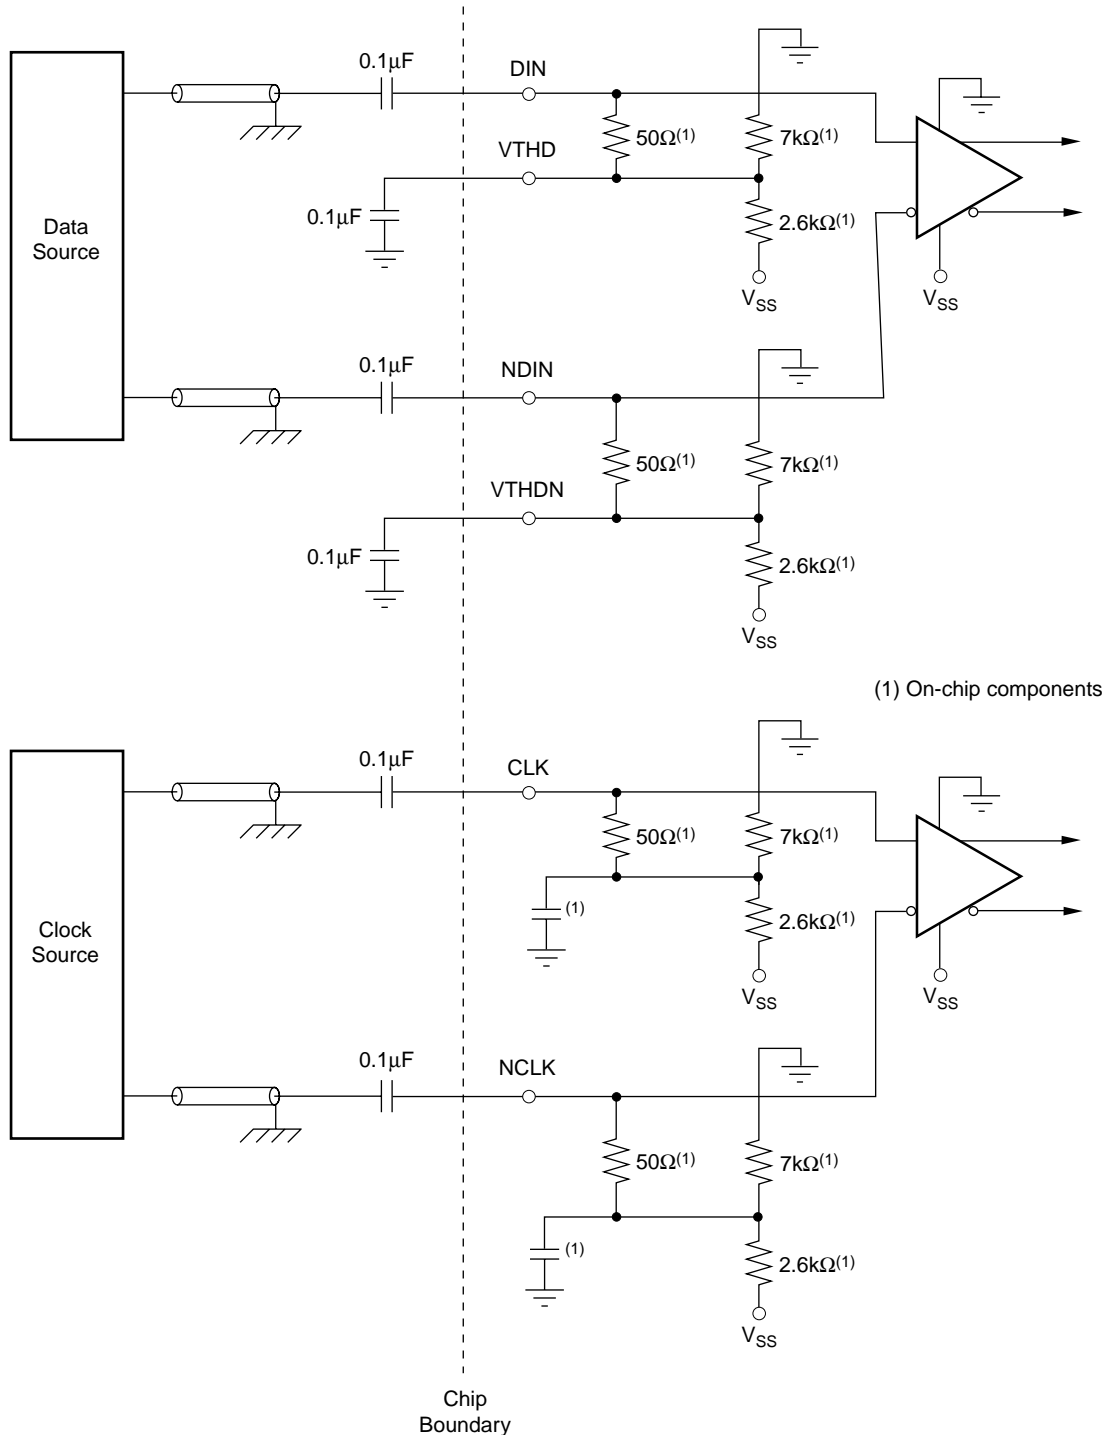 0.1µF
DIN
50Ω(1)
7kΩ(1)
VTHD
0.1µF
2.6kΩ(1)
VSS
VSS
Data
Source
0.1µF
NDIN
50Ω(1)
7kΩ(1)
VTHDN
0.1µF
2.6kΩ(1)
VSS
(1) On-chip components
0.1µF
CLK
50Ω(1)
7kΩ(1)
(1)
2.6kΩ(1)
VSS
VSS
Clock
Source
0.1µF
NCLK
50Ω(1)
7kΩ(1)
(1)
2.6kΩ(1)
VSS
Chip
Boundary